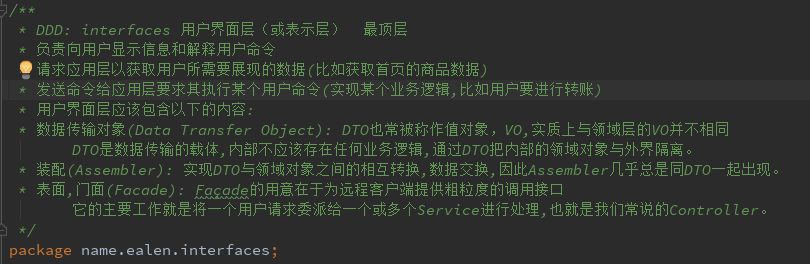 /**
 * DDD: interfaces 用户界面层（或表示层）  最顶层
 * 负责向用户显示信息和解释用户命令
 请求应用层以获取用户所需要展现的数据(比如获取首页的商品数据)
 * 发送命令给应用层要求其执行某个用户命令(实现某个业务逻辑,比如用户要进行转账)
 * 用户界面层应该包含以下的内容:
 * 数据传输对象(Data Transfer Object): DTO也常被称作值对象，VO,实质上与领域层的VO并不相同
      DTO是数据传输的载体,内部不应该存在任何业务逻辑,通过DTO把内部的领域对象与外界隔离。
 * 装配(Assembler): 实现DTO与领域对象之间的相互转换,数据交换,因此Assembler几乎总是同DTO一起出现。
 * 表面,门面(Facade): Façade的用意在于为远程客户端提供粗粒度的调用接口
      它的主要工作就是将一个用户请求委派给一个或多个Service进行处理,也就是我们常说的Controller。
 */
package name.ealen.interfaces;